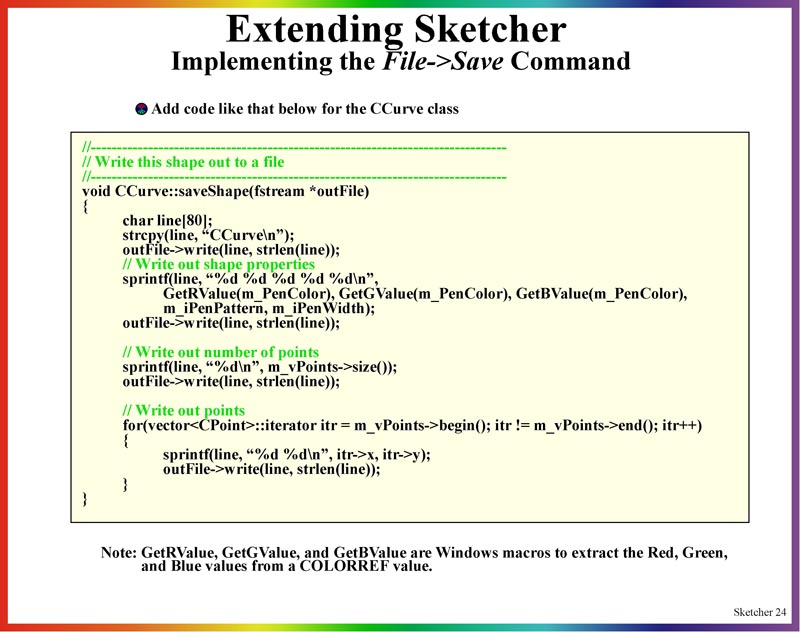 Extending Sketcher
Implementing the File->Save Command
Add code like that below for the CCurve class
//--------------------------------------------------------------------------------
// Write this shape out to a file
//--------------------------------------------------------------------------------
void CCurve::saveShape(fstream *outFile)
{
char line[80];
strcpy(line, “CCurve\n”);
outFile->write(line, strlen(line));
// Write out shape properties
sprintf(line, “%d %d %d %d %d\n”,
GetRValue(m_PenColor), GetGValue(m_PenColor), GetBValue(m_PenColor),
m_iPenPattern, m_iPenWidth);
outFile->write(line, strlen(line));
// Write out number of points
sprintf(line, “%d\n”, m_vPoints->size());
outFile->write(line, strlen(line));
// Write out points
for(vector<CPoint>::iterator itr = m_vPoints->begin(); itr != m_vPoints->end(); itr++)
{
sprintf(line, “%d %d\n”, itr->x, itr->y);
outFile->write(line, strlen(line));
}
}
Note: GetRValue, GetGValue, and GetBValue are Windows macros to extract the Red, Green,
and Blue values from a COLORREF value.
Sketcher 24